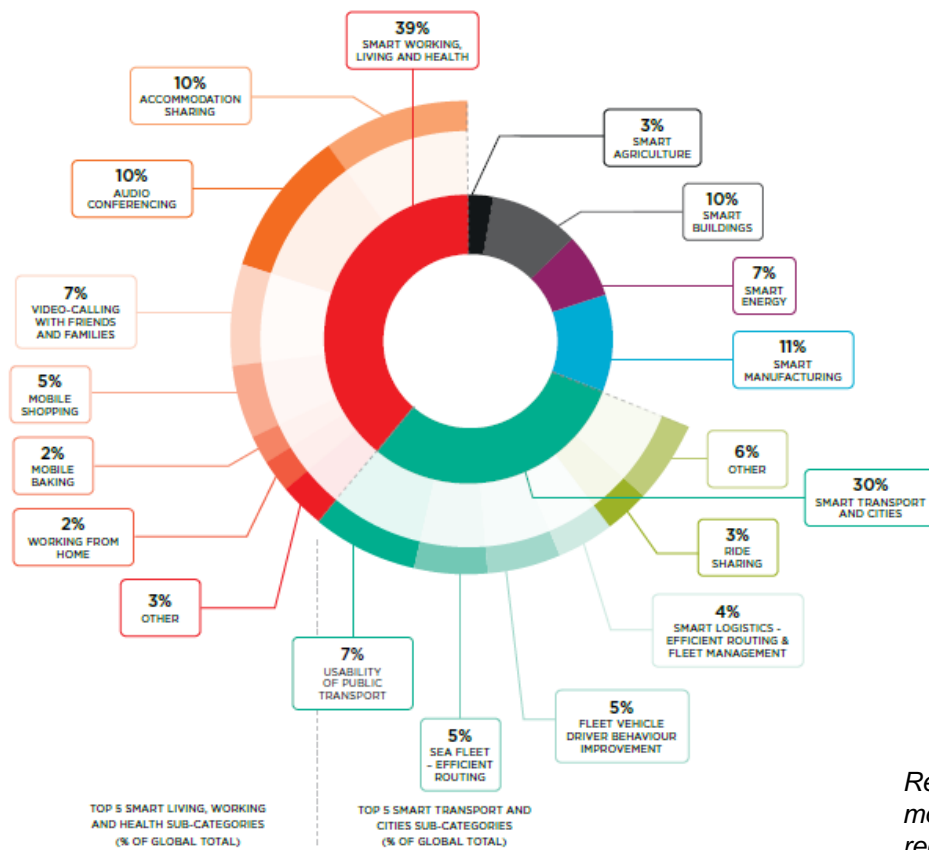 39%
SMART WORKING,
LIVING AND HEALTH
10%
ACCOMMODATION
SHARING
3%
SMART
AGRICULTURE
10%
AUDIO
CONFERENCING
10%
SMART
BUILDINGS
7%
SMART
ENERGY
7%
VIDEO-CALLING
WITH FRIENDS
AND FAMILIES
11%
SMART
MANUFACTURING
5%
MOBILE
SHOPPING
6%
OTHER
2%
MOBILE
BAKING
30%
SMART TRANSPORT
AND CITIES
2%
WORKING FROM
HOME
3%
RIDE
SHARING
3%
OTHER
4%
SMART LOGISTICS -
EFFICIENT ROUTING &
FLEET MANAGEMENT
7%
USABILITY
OF PUBLIC
TRANSPORT
5%
FLEET VEHICLE
DRIVER BEHAVIOUR
IMPROVEMENT
5%
SEA FLEET
– EFFICIENT
ROUTING
TOP 5 SMART LIVING, WORKING
AND HEALTH SUB-CATEGORIES
(% OF GLOBAL TOTAL)
TOP 5 SMART TRANSPORT AND
CITIES SUB-CATEGORIES
(% OF GLOBAL TOTAL)